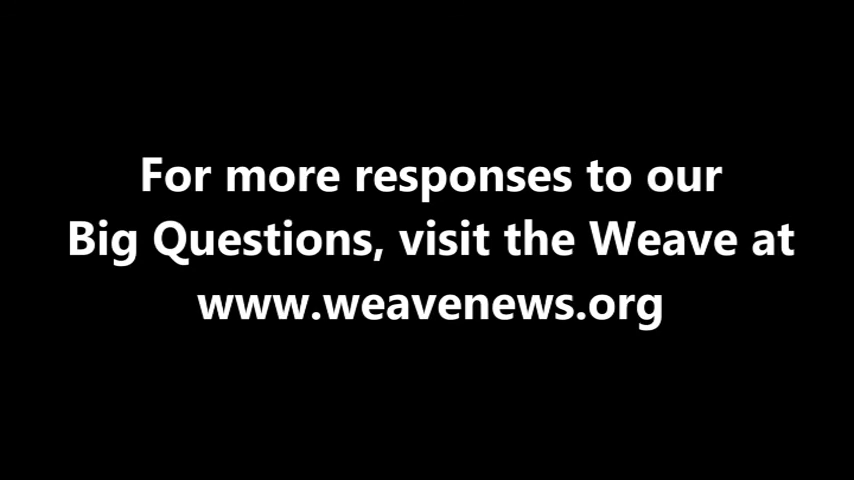 For more responses to our
Big Questions, visit the Weave at
www.weavenews.org